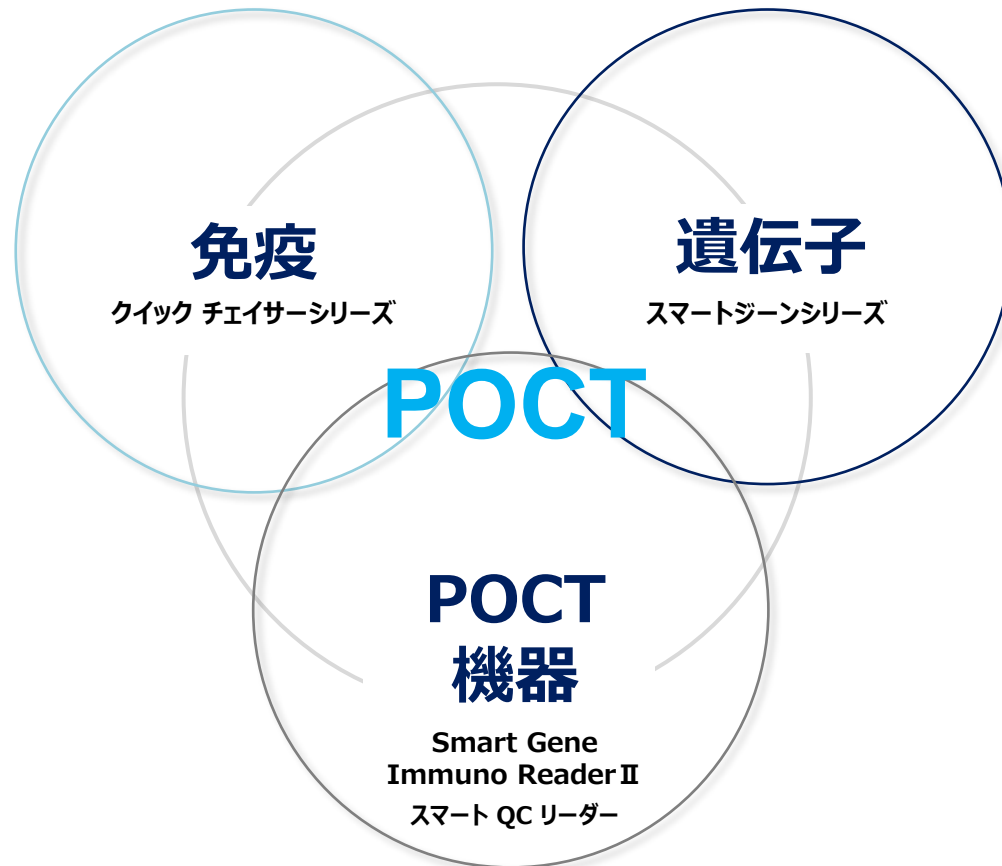 免疫
クイック チェイサーシリーズ
遺伝子
スマートジーンシリーズ
POCT
POCT
機器
Smart Gene
Immuno ReaderⅡ
スマート QC リーダー